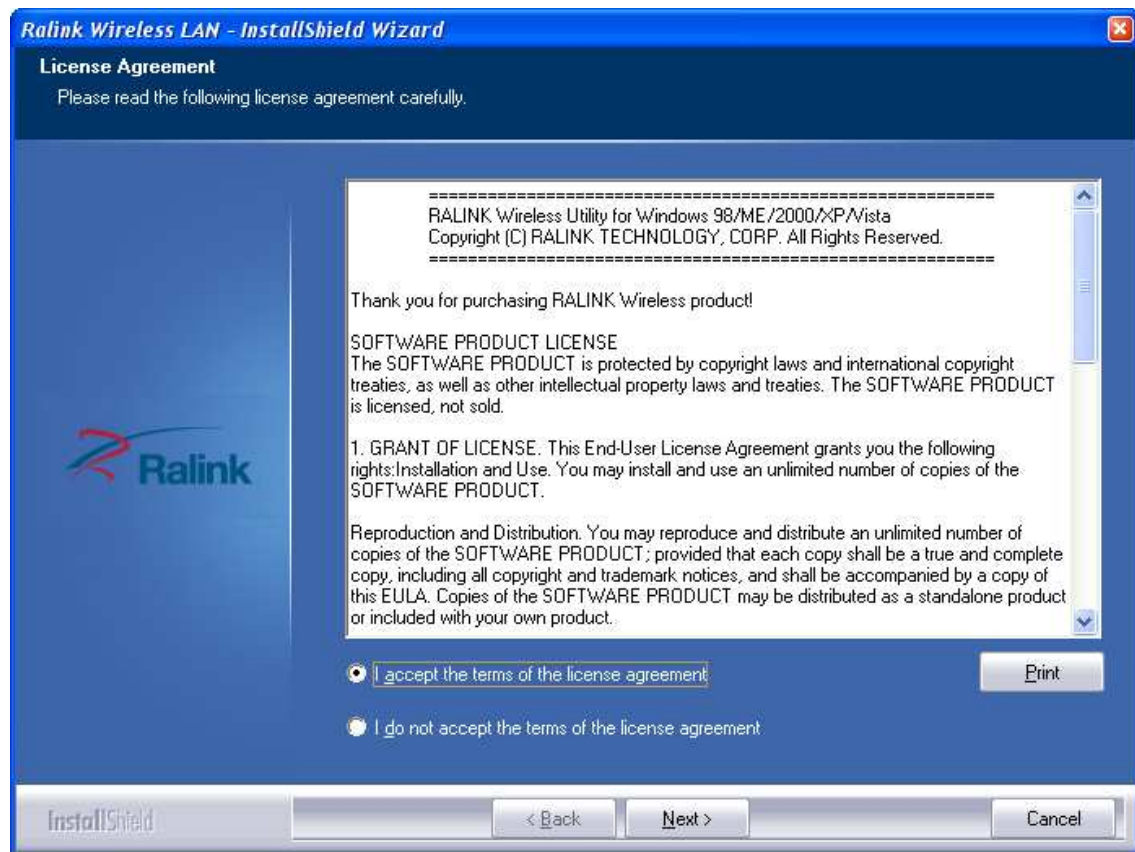 Ralink Wireless LAN - InstallShield Wizard
License Agreement
Please read the following license agreement carefully.
==========================================================
RALINK Wireless Utility for Windows 98/ME/2000/XP/Vista
Copyright (C) RALINK TECHNOLOGY, CORP. All Rights Reserved.
==========================================================
Thank you for purchasing RALINK Wireless product!
SOFTWARE PRODUCT LICENSE
The SOFTWARE PRODUCT is protected by copyright laws and international copyright
treaties, as well as other intellectual property laws and treaties. The SOFTWARE PRODUCT
is licensed, not sold.
1. GRANT OF LICENSE. This End-User License Agreement grants you the following
rights:Installation and Use. You may install and use an unlimited number of copies of the
SOFTWARE PRODUCT.
Reproduction and Distribution. You may reproduce and distribute an unlimited number of
copies of the SOFTWARE PRODUCT; provided that each copy shall be a true and complete
copy, including all copyright and trademark notices, and shall be accompanied by a copy of
this EULA. Copies of the SOFTWARE PRODUCT may be distributed as a standalone product
or included with your own product.
Ralink
I accept the terms of the license agreement
Print
I do not accept the terms of the license agreement
InstallShield
< Back
Next >
Cancel